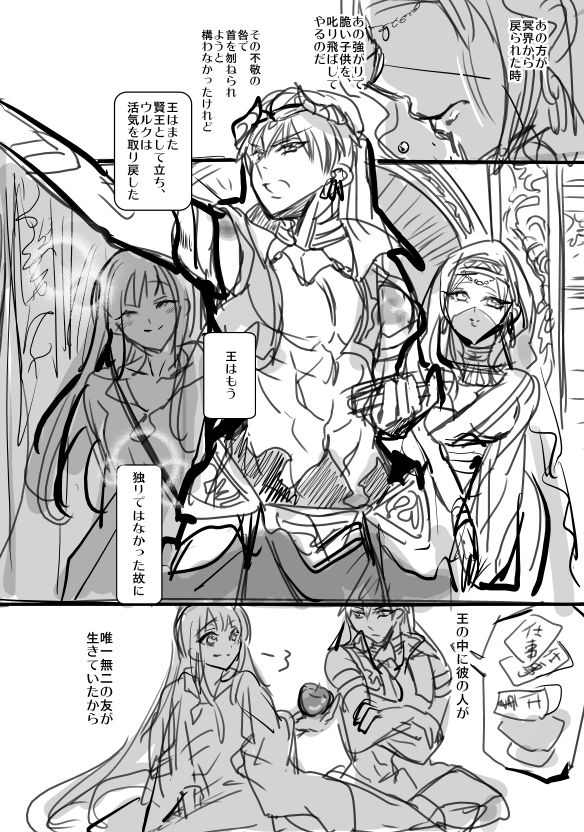 あの方が
冥界から
戻られた時
あの強がりで
脆い子供を、
叱り飛ばして
やるのだ
その不敬の
咎で
首を刎ねられ
ようと
構わなかったけれど
王はまた
賢王として立ち、
ウルクは
活気を取り戻した
王はもう
独りではなかった故に
王の中に彼の人が
仕事
唯一無二の友が
生きていたから